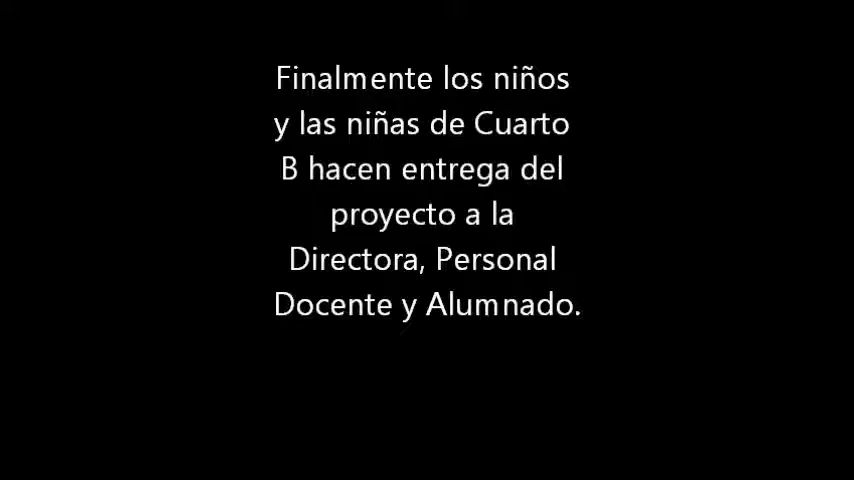 Finalmente los niños
y las niñas de Cuarto
B hacen entrega del
proyecto a la
Directora, Personal
Docente y Alumnado.